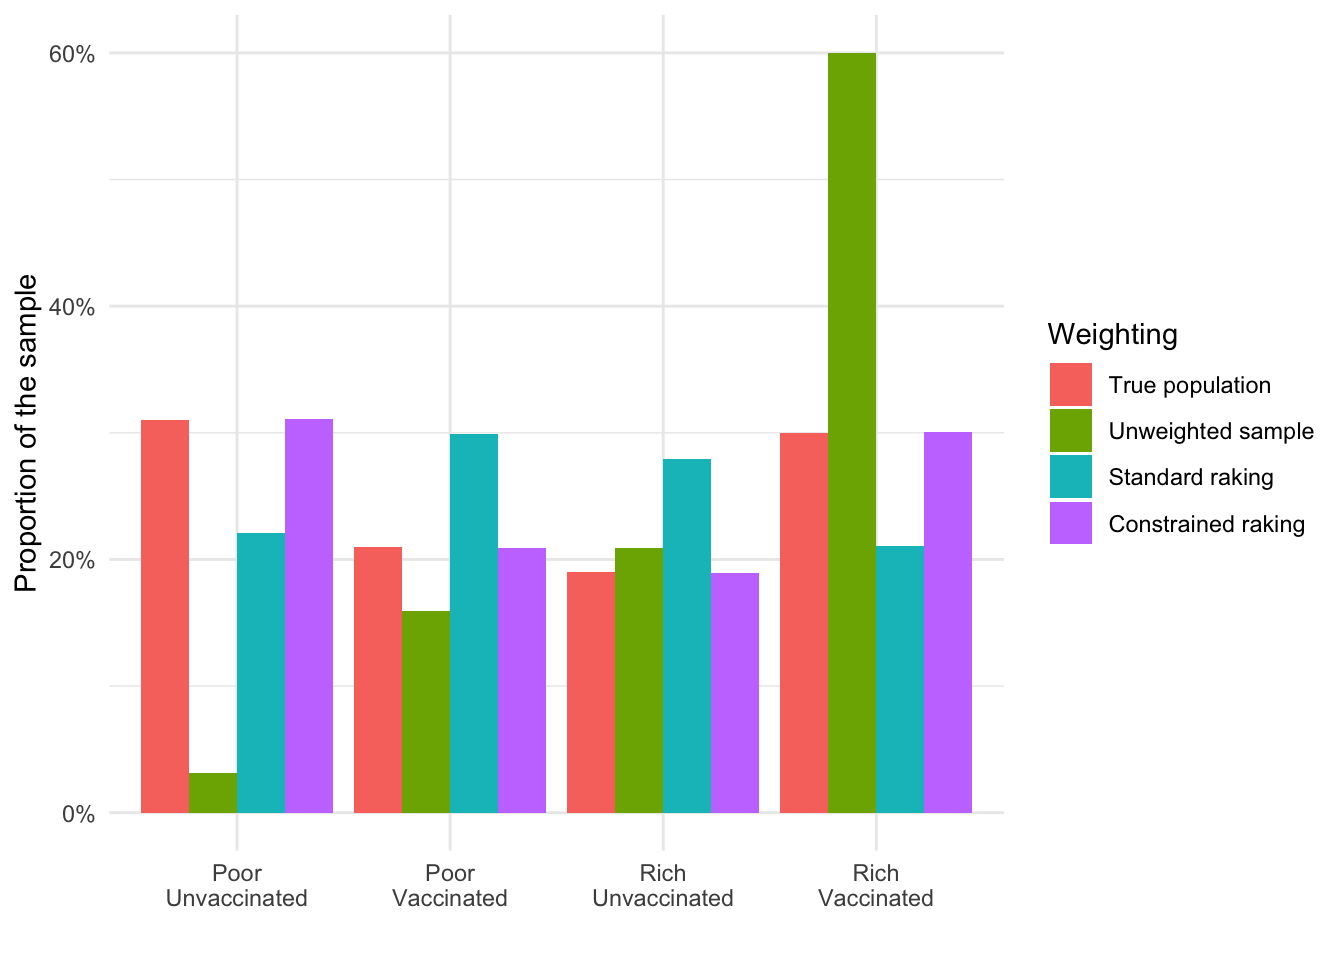 60%
40%
20%
0%
Proportion of the sample
Poor
Unvaccinated
Poor
Vaccinated
Rich
Unvaccinated
Rich
Vaccinated
Weighting
True population
Unweighted sample
Standard raking
Constrained raking